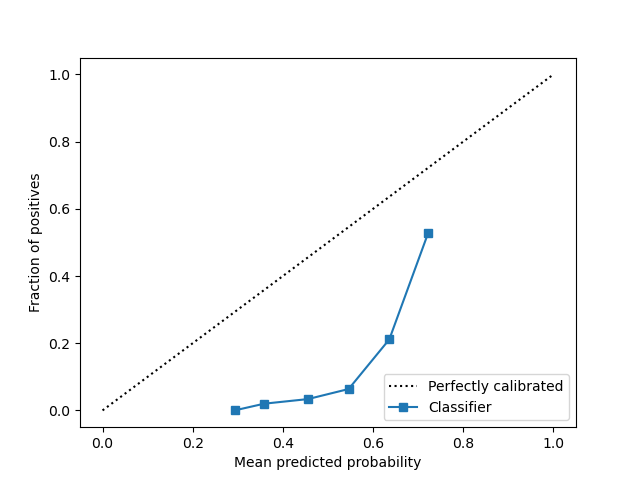 1.0
0.8
0.6
0.4
0.2
0.0
Fraction of positives
0.0 0.2 0.4 0.6 0.8 1.0
Mean predicted probability
Perfectly calibrated
Classifier